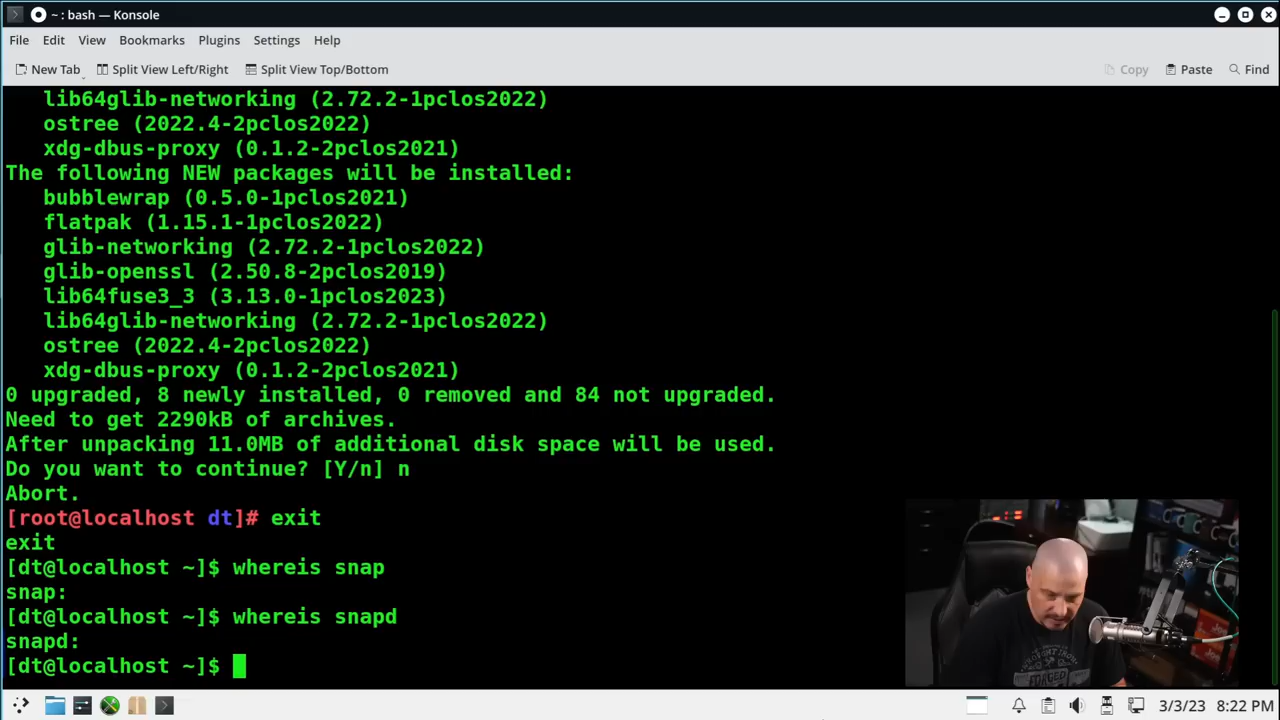 ~ : bash — Konsole
File Edit View Bookmarks Plugins Settings Help
New Tab Split View Left/Right Split View Top/Bottom Copy Paste Find
lib64glib-networking (2.72.2-1pclos2022)
ostree (2022.4-2pclos2022)
xdg-dbus-proxy (0.1.2-2pclos2021)
The following NEW packages will be installed:
bubblewrap (0.5.0-1pclos2021)
flatpak (1.15.1-1pclos2022)
glib-networking (2.72.2-1pclos2022)
glib-openssl (2.50.8-2pclos2019)
lib64fuse3_3 (3.13.0-1pclos2023)
lib64glib-networking (2.72.2-1pclos2022)
ostree (2022.4-2pclos2022)
xdg-dbus-proxy (0.1.2-2pclos2021)
0 upgraded, 8 newly installed, 0 removed and 84 not upgraded.
Need to get 2290kB of archives.
After unpacking 11.0MB of additional disk space will be used.
Do you want to continue? [Y/n] n
Abort.
[root@localhost dt]# exit
exit
[dt@localhost ~]$ whereis snap
snap:
[dt@localhost ~]$ whereis snapd
snapd:
[dt@localhost ~]$
3/3/23 8:22 PM